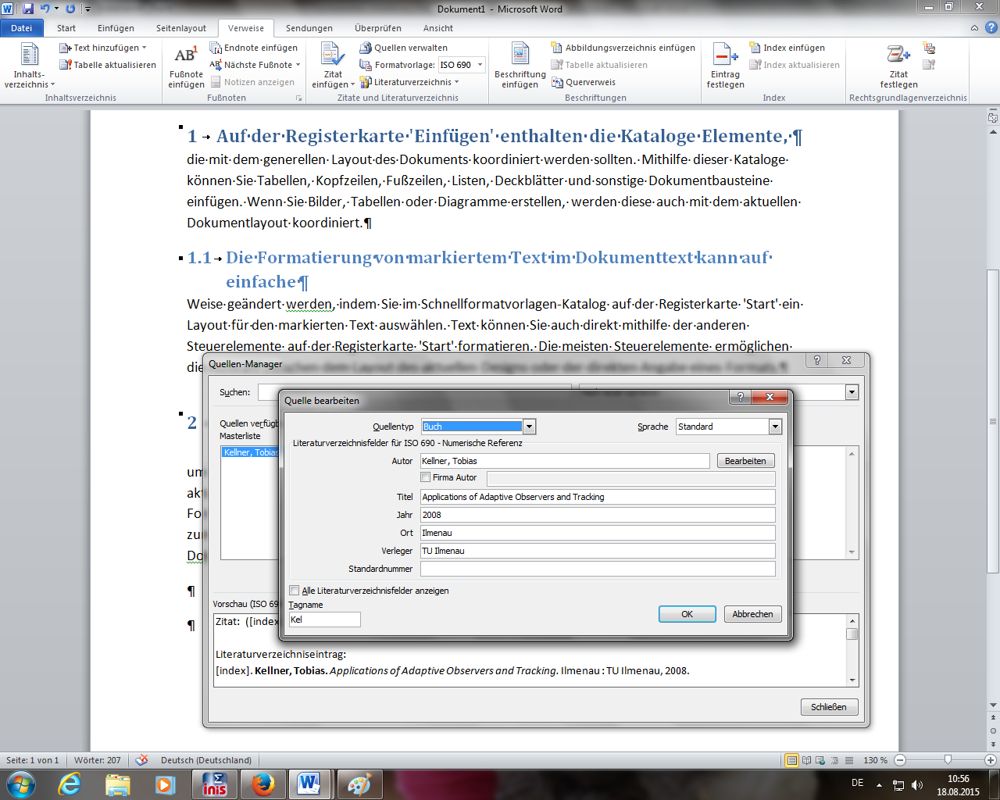 Dokument1 - Microsoft Word
Datei Start Einfügen Seitenlayout Verweise Sendungen Überprüfen Ansicht
Inhalts-
verzeichnis
Text hinzufügen
Tabelle aktualisieren
Inhaltsverzeichnis
AB1
Fußnote
einfügen
Endnote einfügen
Nächste Fußnote
Notizen anzeigen
Fußnoten
Zitat
einfügen
Quellen verwalten
Formatvorlage: ISO 690
Literaturverzeichnis
Zitate und Literaturverzeichnis
Beschriftung
einfügen
Abbildungsverzeichnis einfügen
Tabelle aktualisieren
Querverweis
Beschriftungen
Eintrag
festlegen
Index einfügen
Index aktualisieren
Index
Zitat
festlegen
Rechtsgrundlagenverzeichnis
1 → Auf·der·Registerkarte·'Einfügen'·enthalten·die·Kataloge·Elemente,·¶
die·mit·dem·generellen·Layout·des·Dokuments·koordiniert·werden·sollten.·Mithilfe·dieser·Kataloge·
können·Sie·Tabellen,·Kopfzeilen,·Fußzeilen,·Listen,·Deckblätter·und·sonstige·Dokumentbausteine·
einfügen.·Wenn·Sie·Bilder,·Tabellen·oder·Diagramme·erstellen,·werden·diese·auch·mit·dem·aktuellen·
Dokumentlayout·koordiniert.¶
1.1→ Die·Formatierung·von·markiertem·Text·im·Dokumenttext·kann·auf·
einfache·¶
Weise·geändert·werden,·indem·Sie·im·Schnellformatvorlagen-Katalog·auf·der·Registerkarte·'Start'·ein·
Layout·für·den·markierten·Text·auswählen.·Text·können·Sie·auch·direkt·mithilfe·der·anderen·
Steuerelemente·auf·der·Registerkarte·'Start'·formatieren.·Die·meisten·Steuerelemente·ermöglichen·
die
2
um
akt
Fo
zu
Do
¶
¶
Quellen-Manager
Suchen:
Quellen verfügb
Masterliste
Kellner, Tobias
Vorschau (ISO 69
Zitat: ([index
Literaturverzeichniseintrag:
[index]. Kellner, Tobias. Applications of Adaptive Observers and Tracking. Ilmenau : TU Ilmenau, 2008.
Schließen
Quelle bearbeiten
Quellentyp Buch Sprache Standard
Literaturverzeichnisfelder für ISO 690 - Numerische Referenz
Autor Kellner, Tobias Bearbeiten
Firma Autor
Titel Applications of Adaptive Observers and Tracking
Jahr 2008
Ort Ilmenau
Verleger TU Ilmenau
Standardnummer
Alle Literaturverzeichnisfelder anzeigen
Tagname
Kel
OK Abbrechen
Seite: 1 von 1 Wörter: 207 Deutsch (Deutschland) 130 %
inis
DE
10:56
18.08.2015